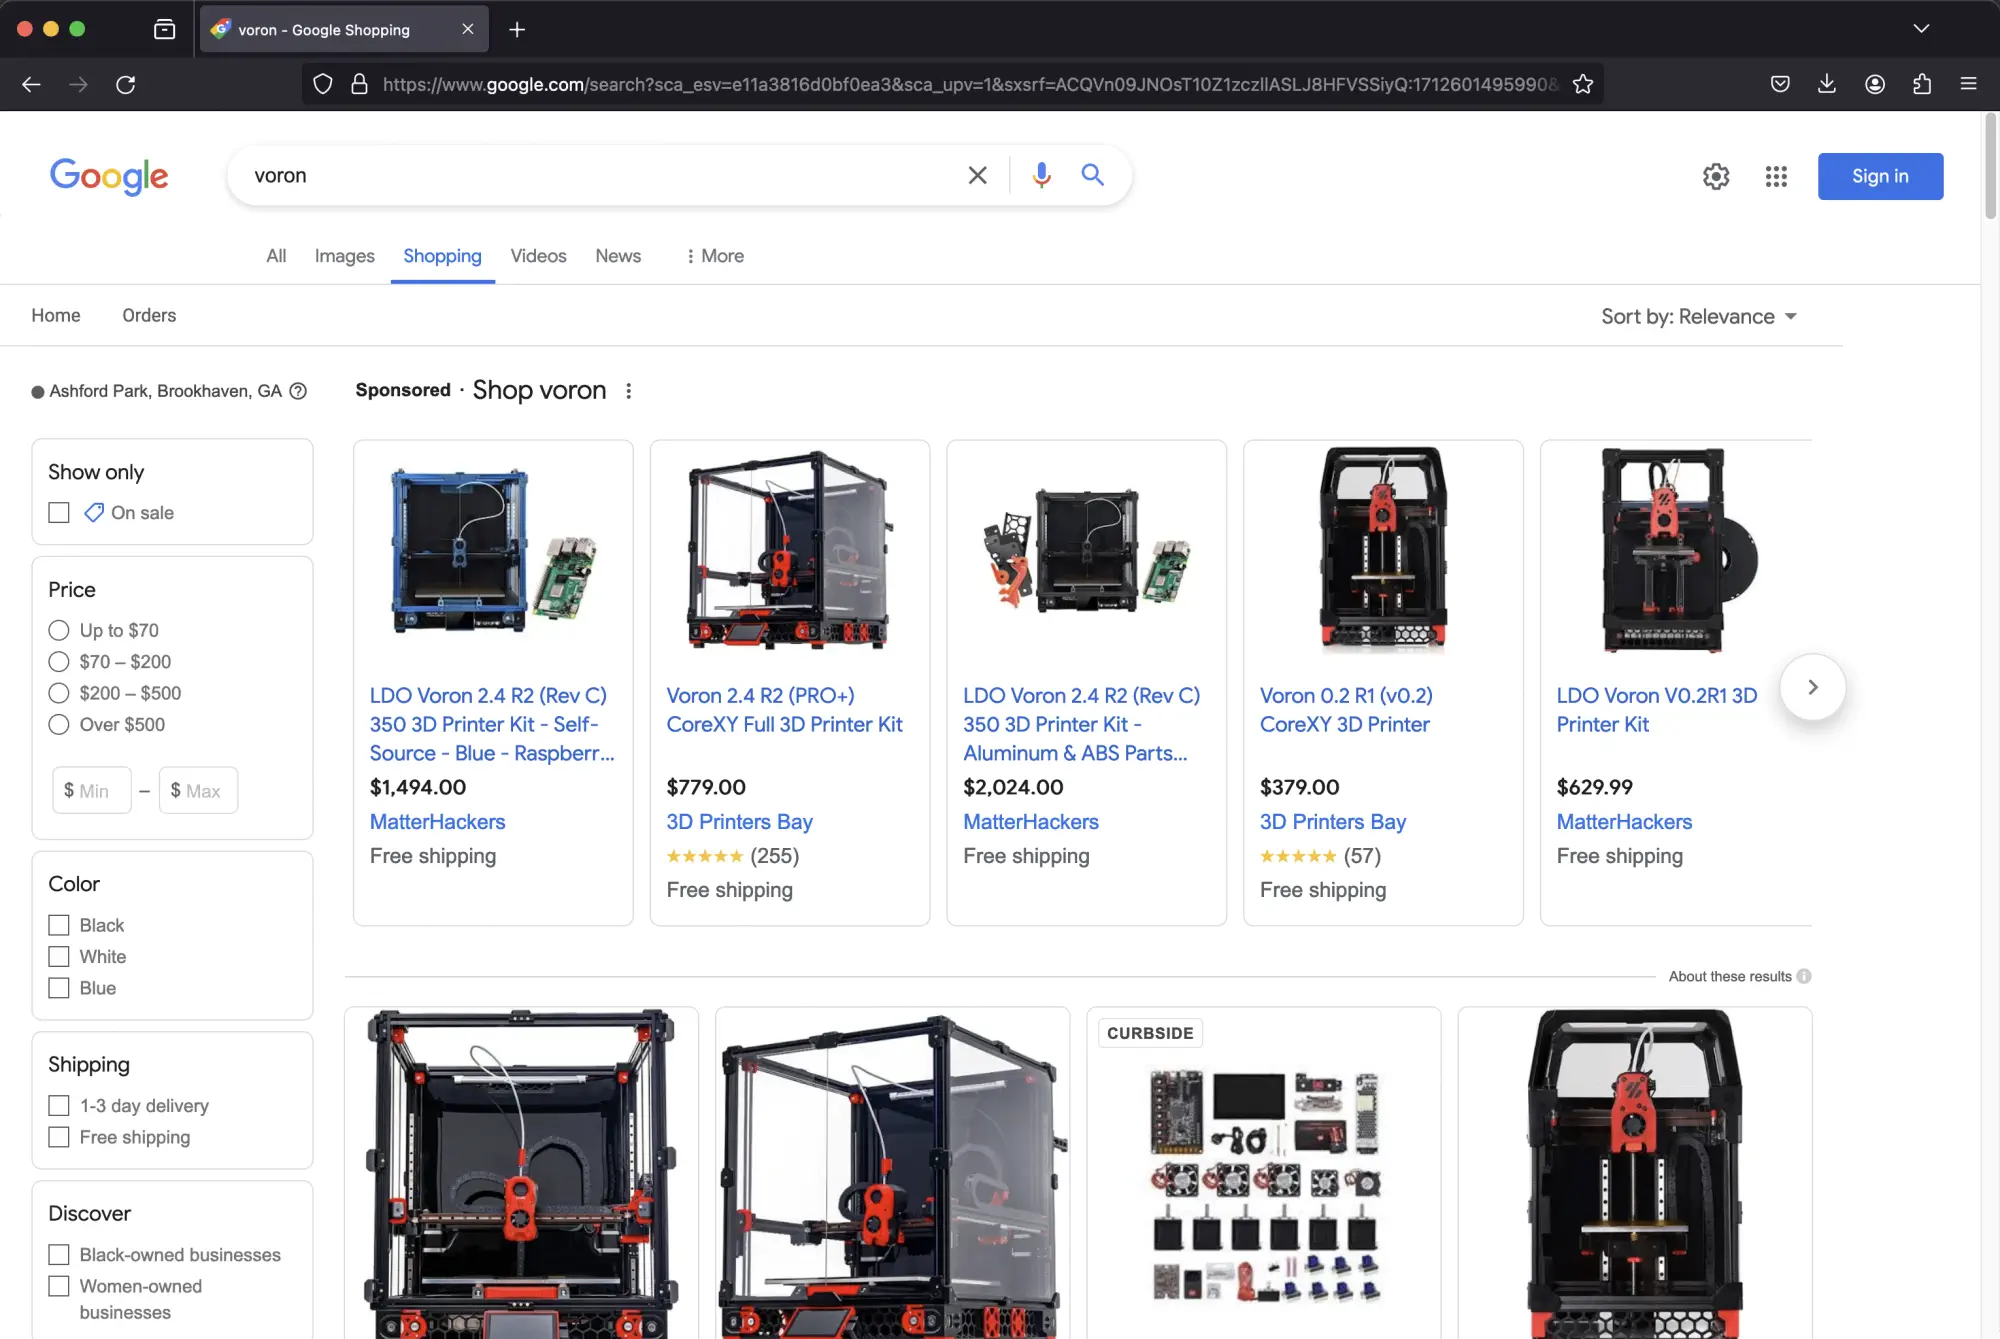 voron - Google Shopping
https://www.google.com/search?sca_esv=e11a3816d0bf0ea3&sca_upv=1&sxsrf=ACQVn09JNOsT10Z1zczlIASLJ8HFVSSiyQ:1712601495990&
Google
voron
Sign in
All Images Shopping Videos News More
Home Orders
Sort by: Relevance
Ashford Park, Brookhaven, GA
Sponsored · Shop voron
Show only
On sale
Price
Up to $70
$70 – $200
$200 – $500
Over $500
$ Min – $ Max
Color
Black
White
Blue
Shipping
1-3 day delivery
Free shipping
Discover
Black-owned businesses
Women-owned
businesses
LDO Voron 2.4 R2 (Rev C)
350 3D Printer Kit - Self-
Source - Blue - Raspberr...
$1,494.00
MatterHackers
Free shipping
Voron 2.4 R2 (PRO+)
CoreXY Full 3D Printer Kit
$779.00
3D Printers Bay
(255)
Free shipping
LDO Voron 2.4 R2 (Rev C)
350 3D Printer Kit -
Aluminum & ABS Parts...
$2,024.00
MatterHackers
Free shipping
Voron 0.2 R1 (v0.2)
CoreXY 3D Printer
$379.00
3D Printers Bay
(57)
Free shipping
LDO Voron V0.2R1 3D
Printer Kit
$629.99
MatterHackers
Free shipping
About these results
CURBSIDE